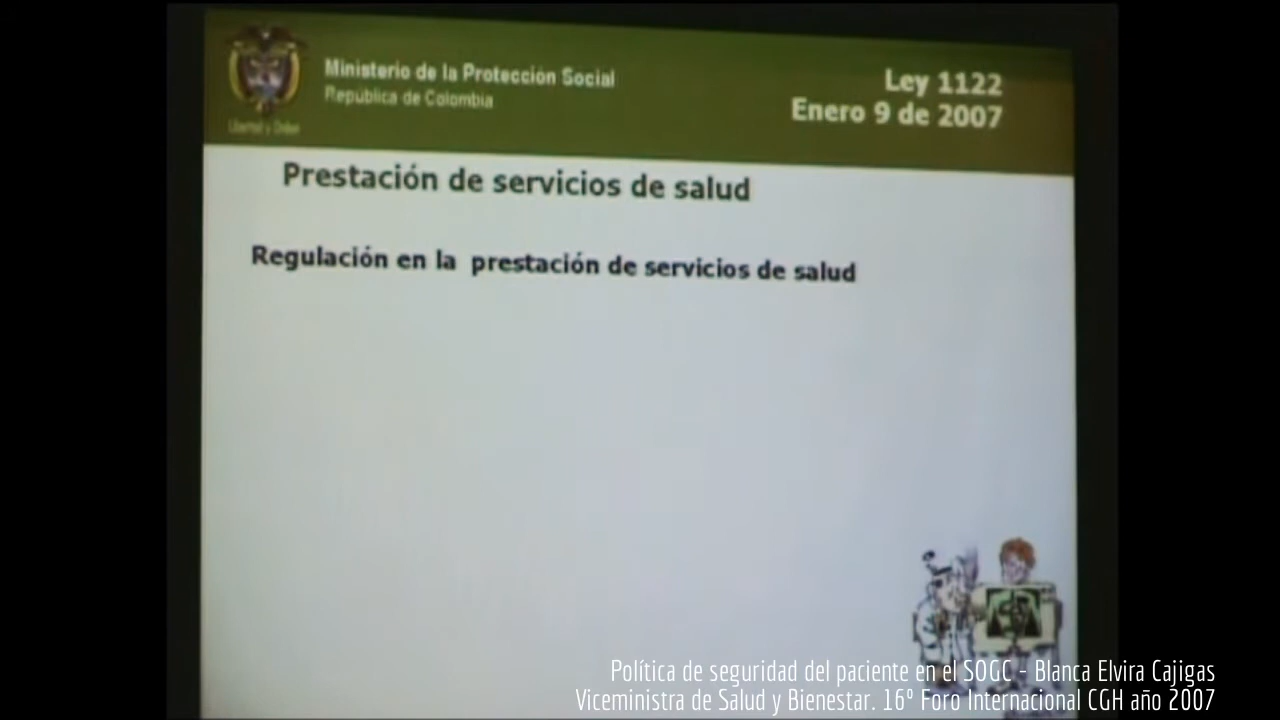 Ministerio de la Protección Social
República de Colombia
Libertad y Orden
Ley 1122
Enero 9 de 2007
Prestación de servicios de salud
Regulación en la prestación de servicios de salud
Política de seguridad del paciente en el SOGC - Blanca Elvira Cajigas
Viceministra de Salud y Bienestar. 16º Foro Internacional CGH año 2007